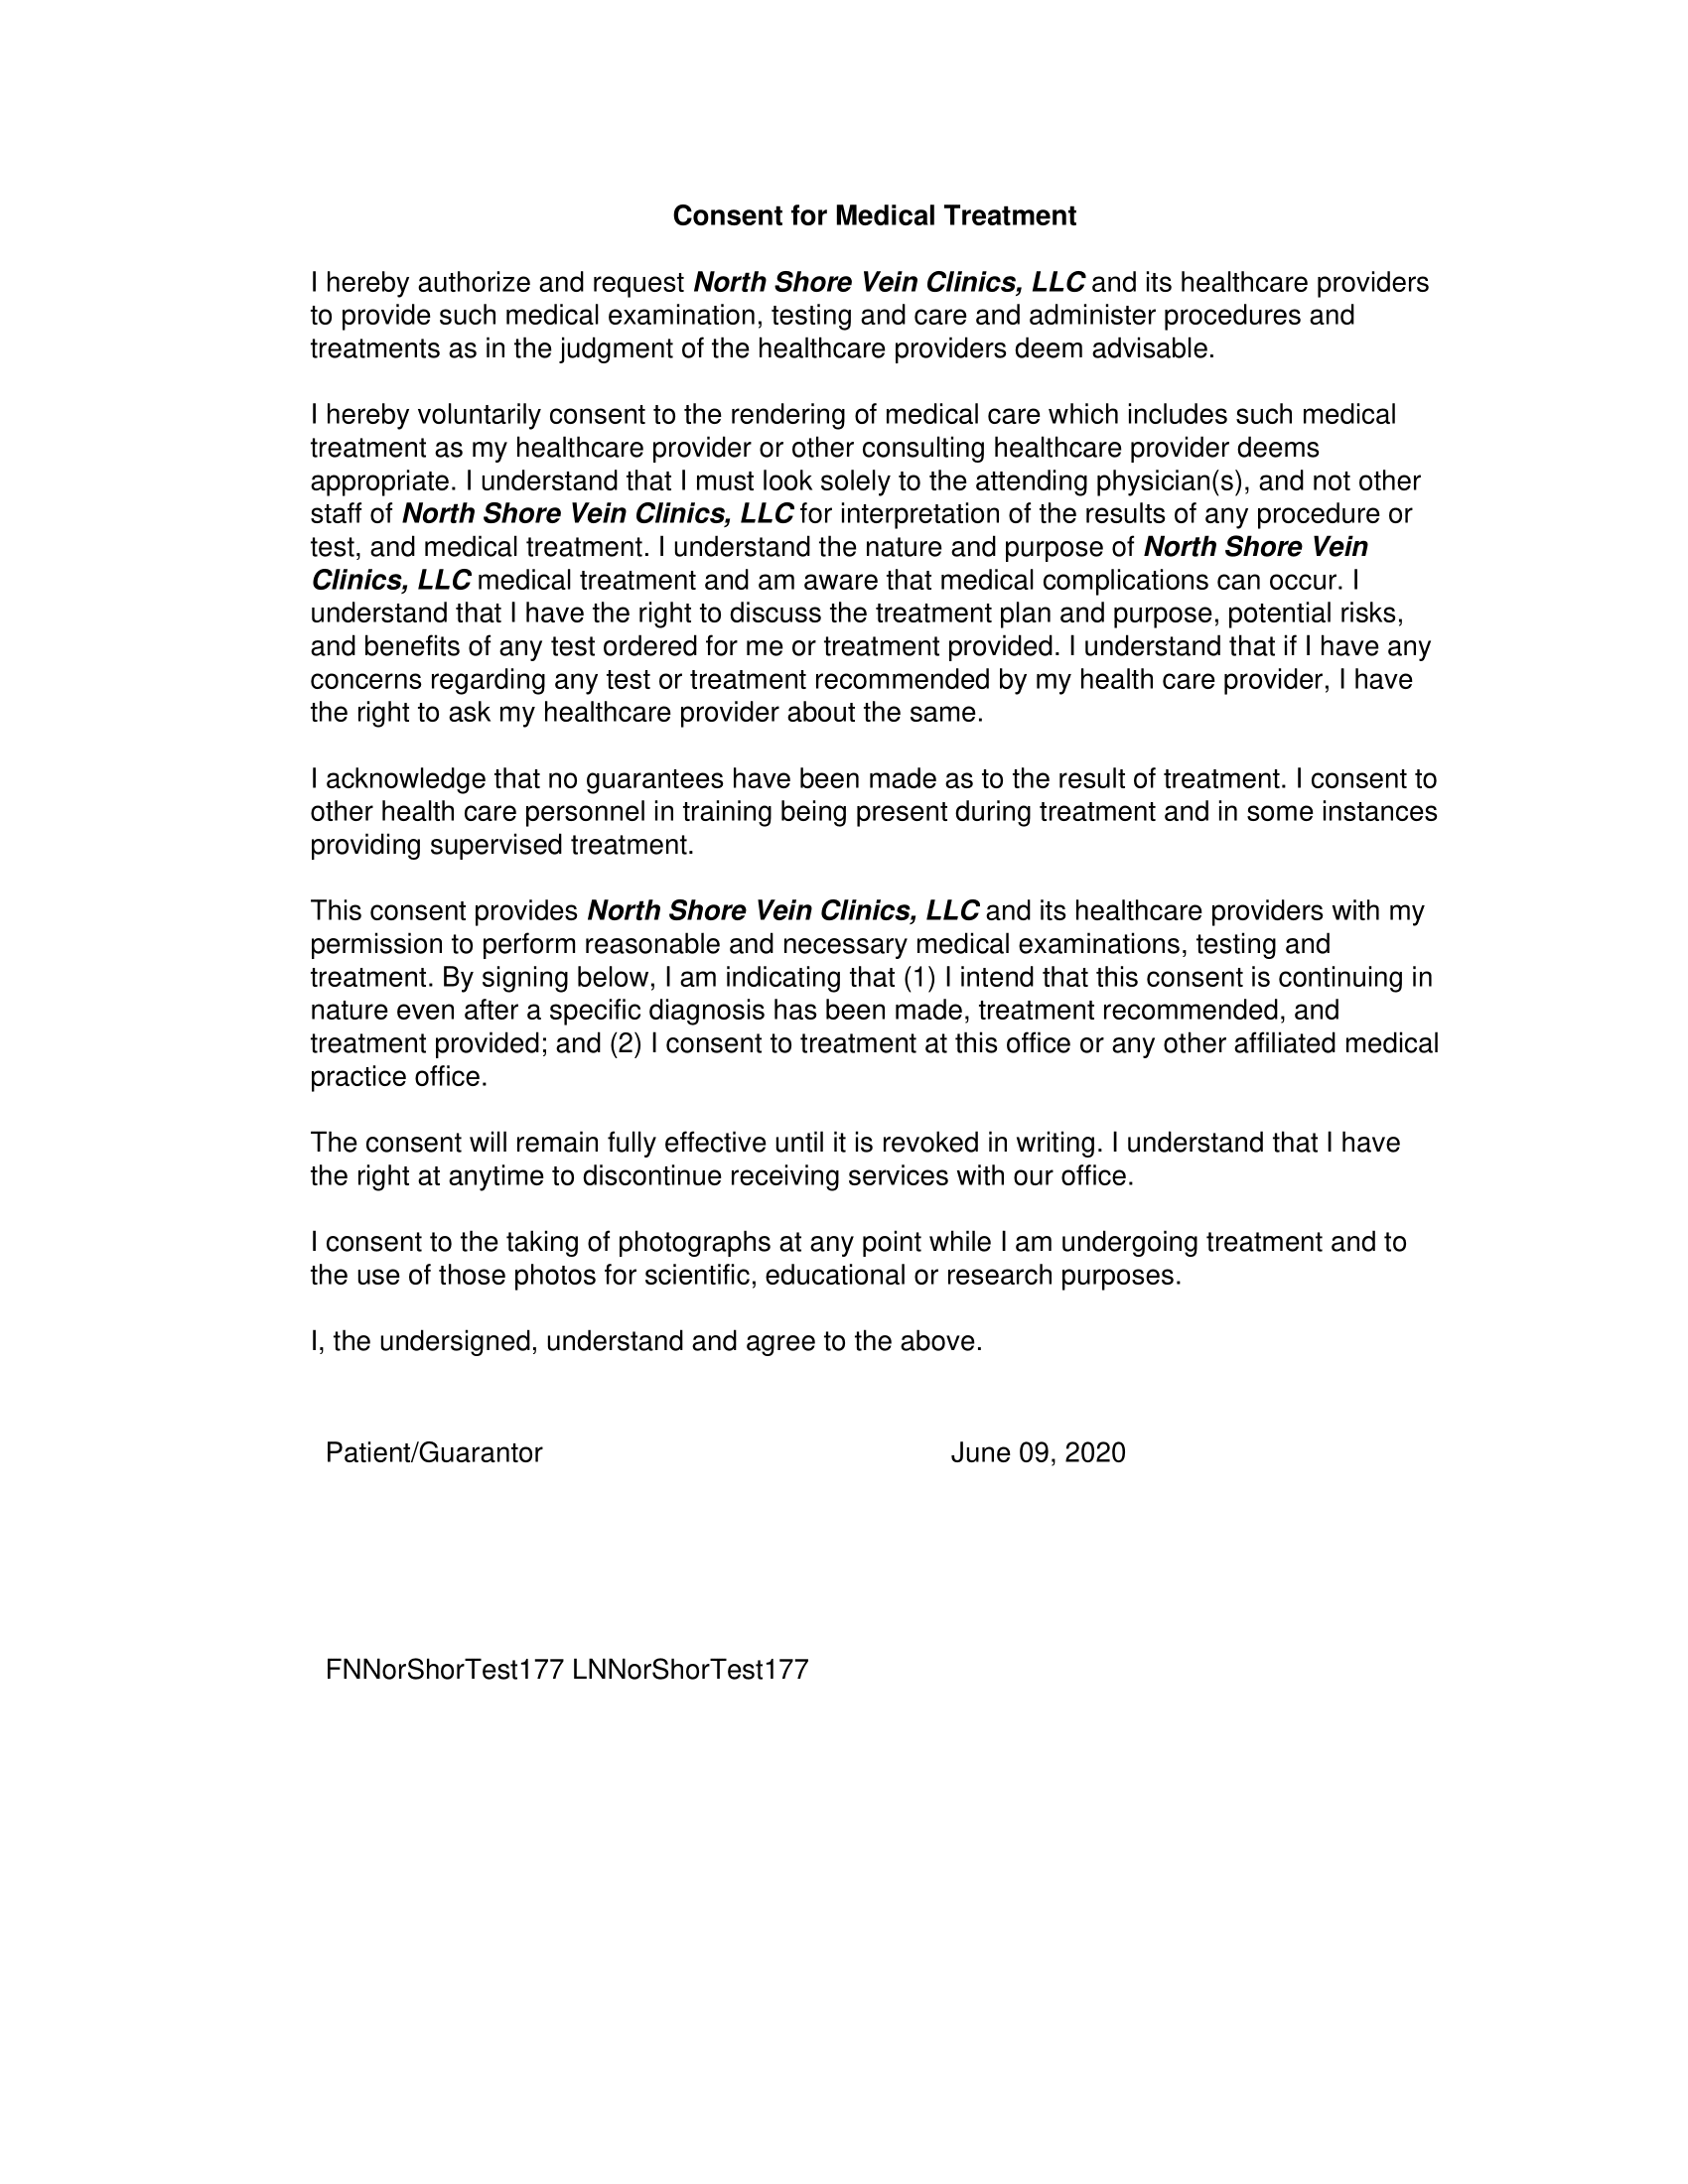 Consent for Medical Treatment
I hereby authorize and request North Shore Vein Clinics, LLC and its healthcare providers
to provide such medical examination, testing and care and administer procedures and
treatments as in the judgment of the healthcare providers deem advisable.
I hereby voluntarily consent to the rendering of medical care which includes such medical
treatment as my healthcare provider or other consulting healthcare provider deems
appropriate. I understand that I must look solely to the attending physician(s), and not other
staff of North Shore Vein Clinics, LLC for interpretation of the results of any procedure or
test, and medical treatment. I understand the nature and purpose of North Shore Vein
Clinics, LLC medical treatment and am aware that medical complications can occur. I
understand that I have the right to discuss the treatment plan and purpose, potential risks,
and benefits of any test ordered for me or treatment provided. I understand that if I have any
concerns regarding any test or treatment recommended by my health care provider, I have
the right to ask my healthcare provider about the same.
I acknowledge that no guarantees have been made as to the result of treatment. I consent to
other health care personnel in training being present during treatment and in some instances
providing supervised treatment.
This consent provides North Shore Vein Clinics, LLC and its healthcare providers with my
permission to perform reasonable and necessary medical examinations, testing and
treatment. By signing below, I am indicating that (1) I intend that this consent is continuing in
nature even after a specific diagnosis has been made, treatment recommended, and
treatment provided; and (2) I consent to treatment at this office or any other affiliated medical
practice office.
The consent will remain fully effective until it is revoked in writing. I understand that I have
the right at anytime to discontinue receiving services with our office.
I consent to the taking of photographs at any point while I am undergoing treatment and to
the use of those photos for scientific, educational or research purposes.
I, the undersigned, understand and agree to the above.
Patient/Guarantor June 09, 2020
FNNorShorTest177 LNNorShorTest177